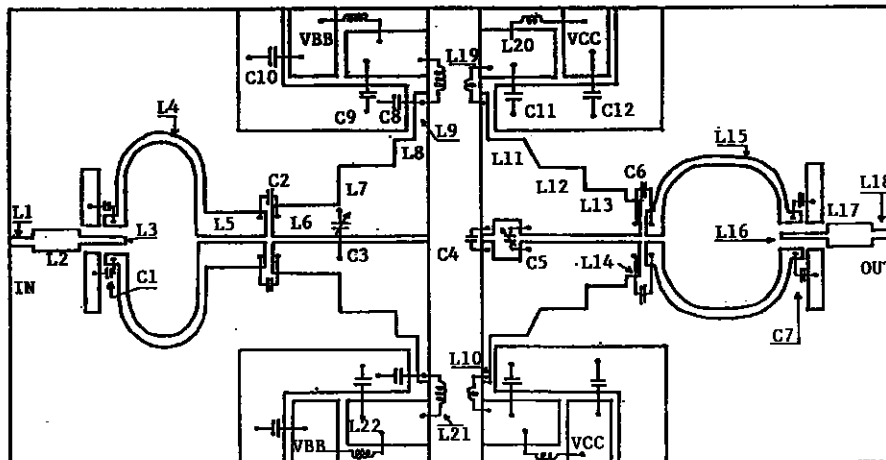 VBB
L20
VCC
C10
L19
C9
C8
C11
C12
L4
L9
L8
L11
L15
C2
L7
L12
C6
L18
L1
L5
L6
L13
L17
L3
L16
L2
C3
C4
C5
L14
IN
C1
OUT
C7
L10
L22
L21
VBB
VCC